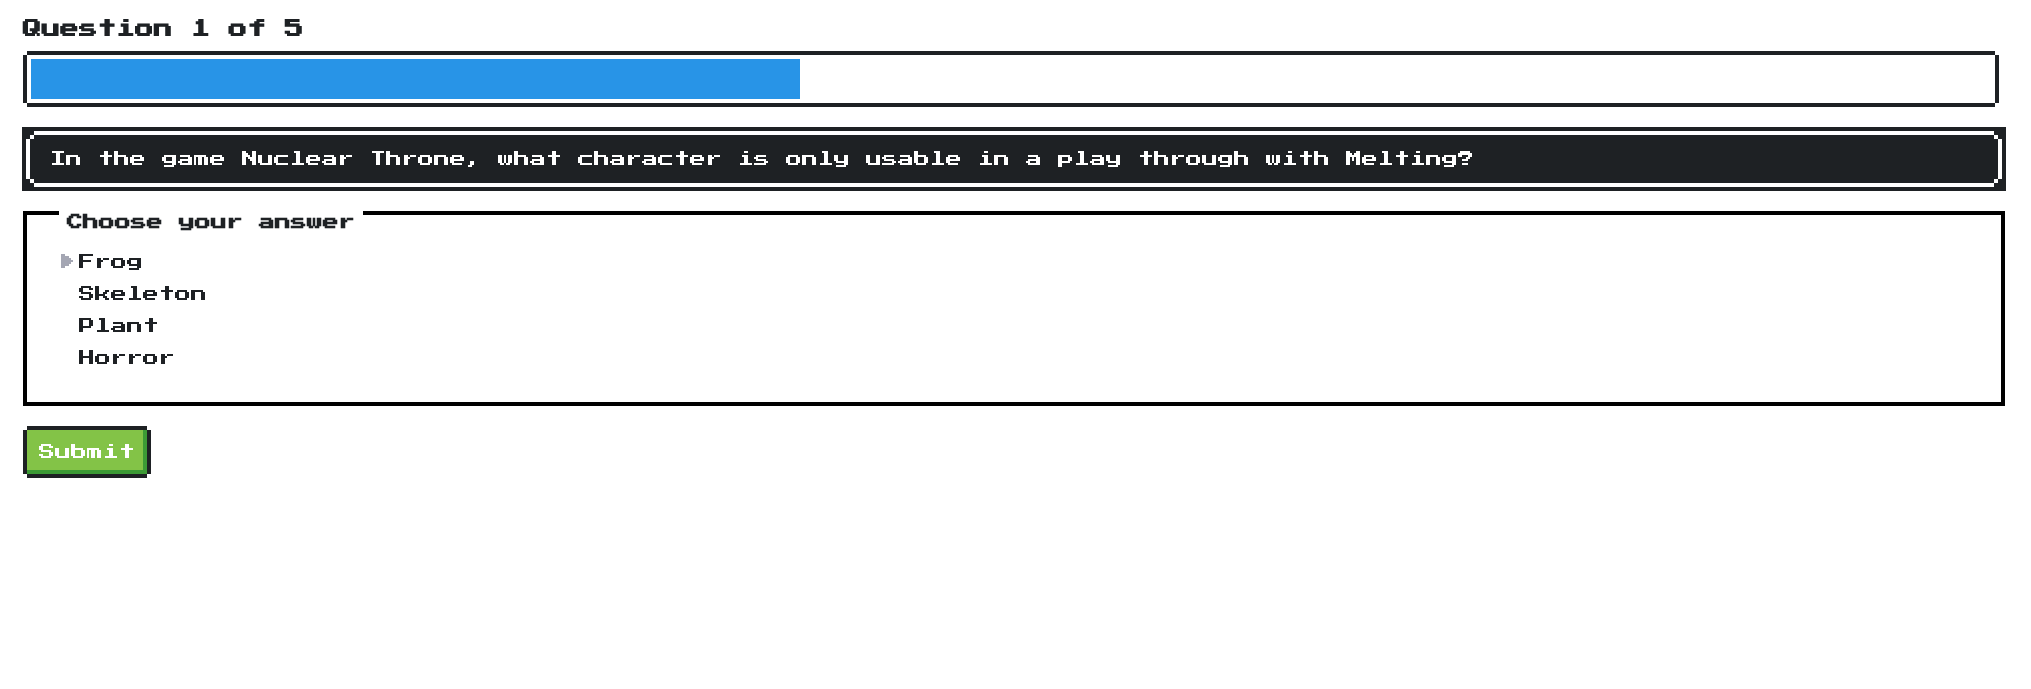 Question 1 of 5
In the game Nuclear Throne, what character is only usable in a play through with Melting?
Choose your answer
Frog
Skeleton
Plant
Horror
Submit